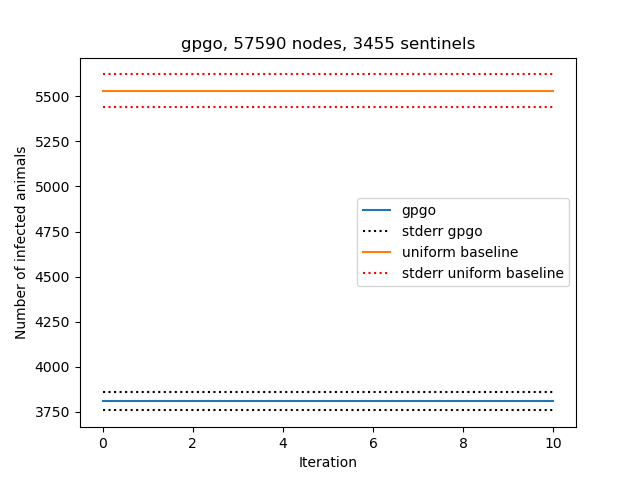 gpgo, 57590 nodes, 3455 sentinels
5500
5250
5000
4750
4500
4250
4000
3750
Number of infected animals
gpgo
stderr gpgo
uniform baseline
stderr uniform baseline
0 2 4 6 8 10
Iteration